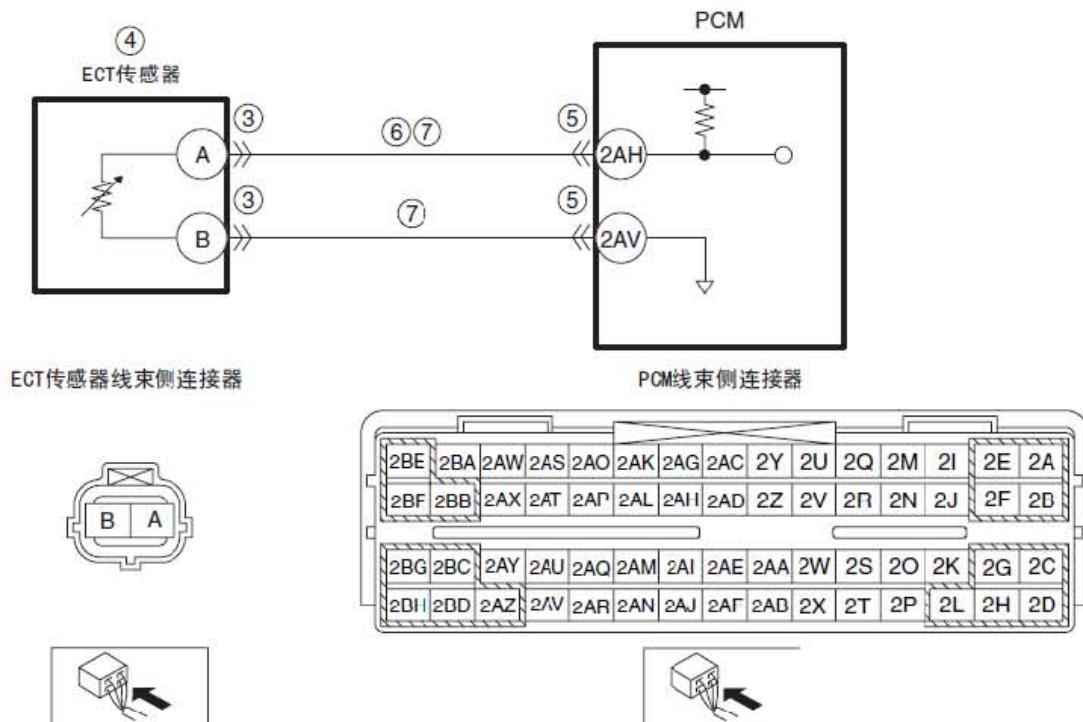 PCM
④
ECT传感器
③ ⑥⑦ ⑤
A 2AH
③ ⑦ ⑤
B 2AV
ECT传感器线束侧连接器 PCM线束侧连接器
2BE 2BA 2AW 2AS 2AO 2AK 2AG 2AC 2Y 2U 2Q 2M 2I 2E 2A
2BF 2BB 2AX 2AT 2AP 2AL 2AH 2AD 2Z 2V 2R 2N 2J 2F 2B
B A
2BG 2BC 2AY 2AU 2AQ 2AM 2AI 2AE 2AA 2W 2S 2O 2K 2G 2C
2BH 2BD 2AZ 2AV 2AR 2AN 2AJ 2AF 2AB 2X 2T 2P 2L 2H 2D